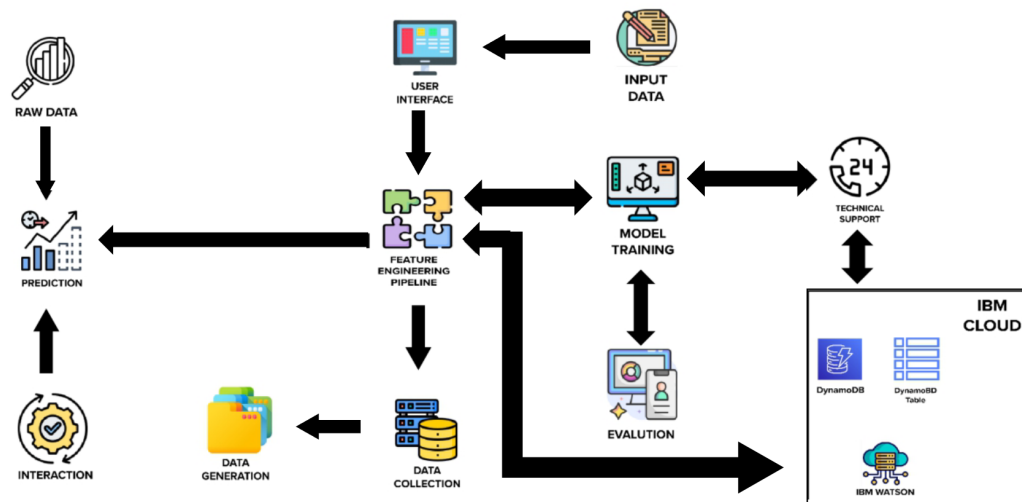 RAW DATA
USER
INTERFACE
INPUT
DATA
24
MODEL
TRAINING
TECHNICAL
SUPPORT
PREDICTION
FEATURE
ENGINEERING
PIPELINE
IBM
CLOUD
DynamoDB
DynamoBD
Table
EVALUTION
INTERACTION
DATA
GENERATION
DATA
COLLECTION
IBM WATSON